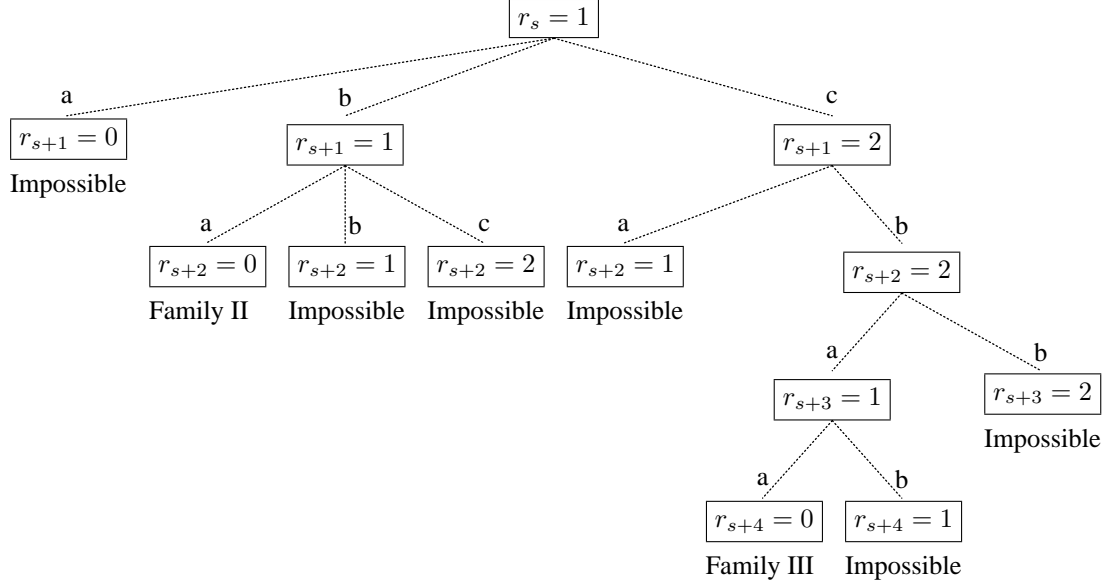 r_s = 1
a b c
r_{s+1} = 0 r_{s+1} = 1 r_{s+1} = 2
Impossible
a b c a b
r_{s+2} = 0 r_{s+2} = 1 r_{s+2} = 2 r_{s+2} = 1 r_{s+2} = 2
Family II Impossible Impossible Impossible
a b
r_{s+3} = 1 r_{s+3} = 2
Impossible
a b
r_{s+4} = 0 r_{s+4} = 1
Family III Impossible